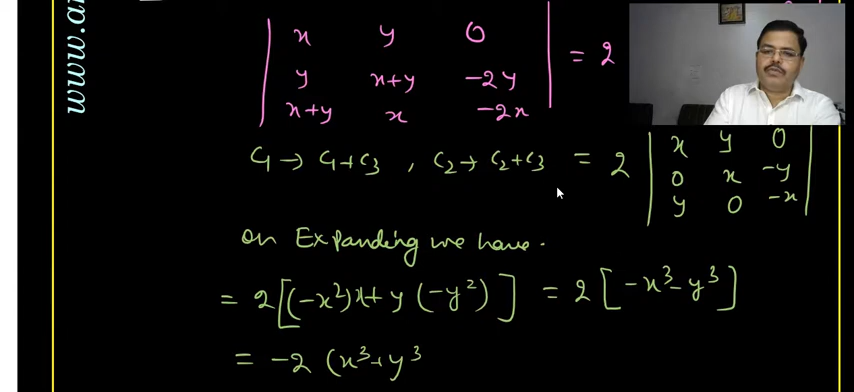 www.a
| x y 0 |
| y x+y -2y | = 2
| x+y x -2x |
C1 → C1+C3 , C2 → C2+C3 = 2 | x y 0 |
| 0 x -y |
| y 0 -x |
on Expanding we have.
= 2 [(-x²)x + y (-y²)] = 2 [-x³ - y³]
= -2 (x³ + y³